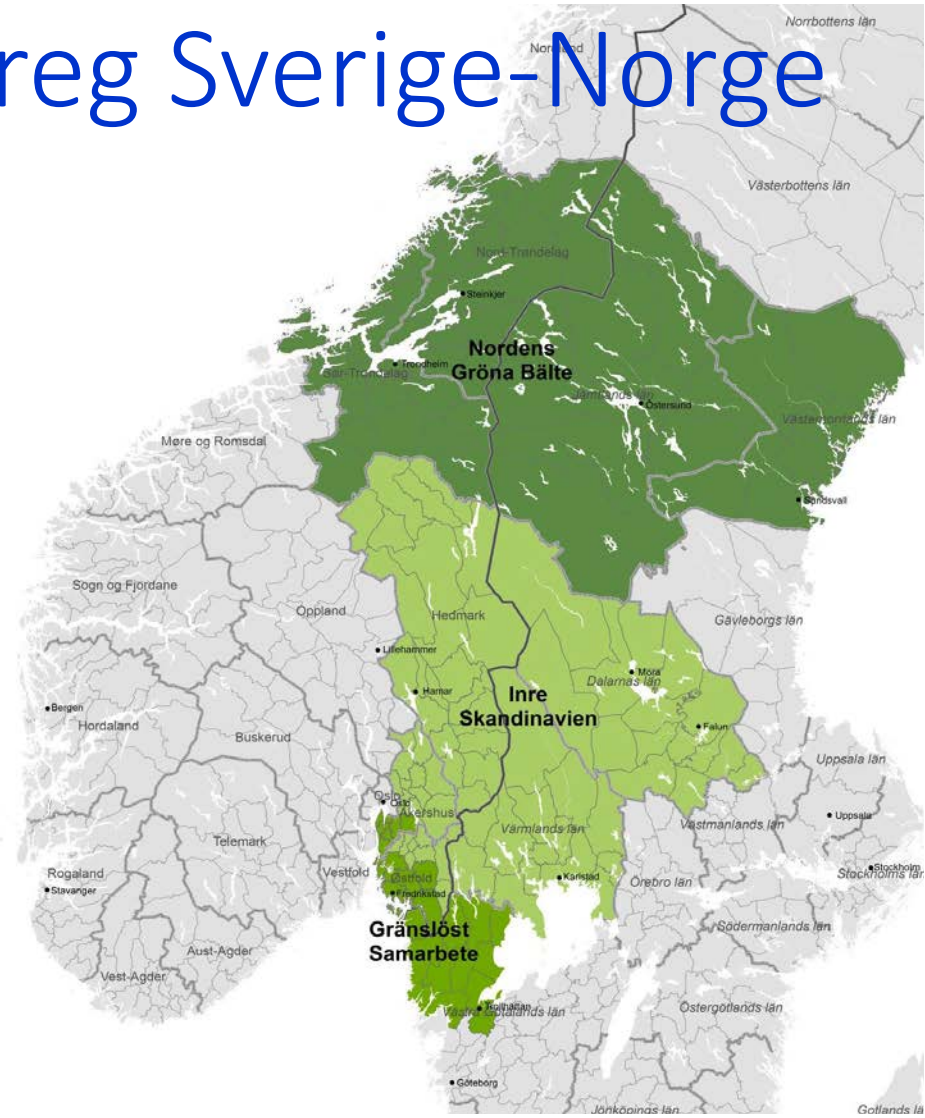 reg Sverige-Norge
Norrbottens län
Nordland
Västerbottens län
Nord-Trøndelag
Steinkjer
Nordens
Gröna Bälte
Trondheim
Sør-Trøndelag
Jämtlands län
Östersund
Västernorrlands län
Møre og Romsdal
Sundsvall
Sogn og Fjordane
Oppland
Hedmark
Gävleborgs län
Lillehammer
Mora
Dalarnas län
Hamar
Inre
Skandinavien
Bergen
Hordaland
Falun
Buskerud
Uppsala län
Oslo
Oslo
Akershus
Uppsala
Värmlands län
Västmanlands län
Telemark
Vestfold
Østfold
Rogaland
Stavanger
Karlstad
Örebro län
Stockholm
Stockholms län
Fredrikstad
Gränslöst
Samarbete
Södermanlands län
Aust-Agder
Vest-Agder
Trollhättan
Västra Götalands län
Östergötlands län
Göteborg
Jönköpings län
Gotlands lä